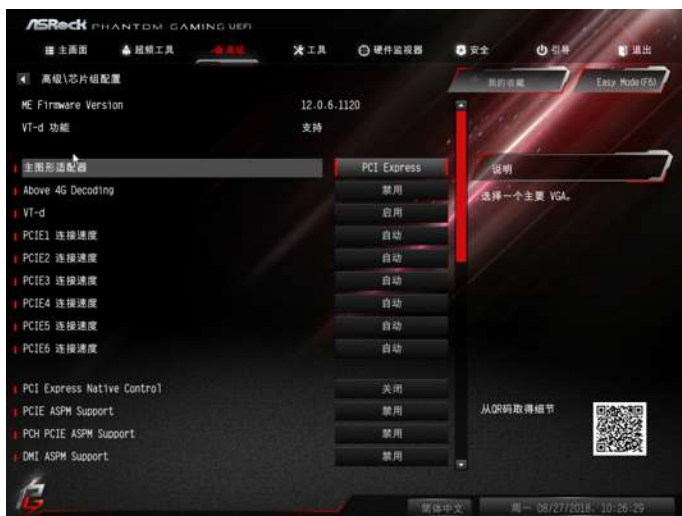 ASRock PHANTOM GAMING UEFI
主画面 超频工具 高级 工具 硬件监视器 安全 引导 退出
高级\芯片组配置
我的收藏 Easy Mode(F6)
ME Firmware Version 12.0.6.1120
VT-d 功能 支持
主图形适配器 PCI Express
说明
Above 4G Decoding 禁用
选择一个主要 VGA。
VT-d 启用
PCIE1 连接速度 自动
PCIE2 连接速度 自动
PCIE3 连接速度 自动
PCIE4 连接速度 自动
PCIE5 连接速度 自动
PCIE6 连接速度 自动
PCI Express Native Control 关闭
PCIE ASPM Support 禁用
从QR码取得细节
PCH PCIE ASPM Support 禁用
DMI ASPM Support 禁用
简体中文 周一 08/27/2018. 10:26:29